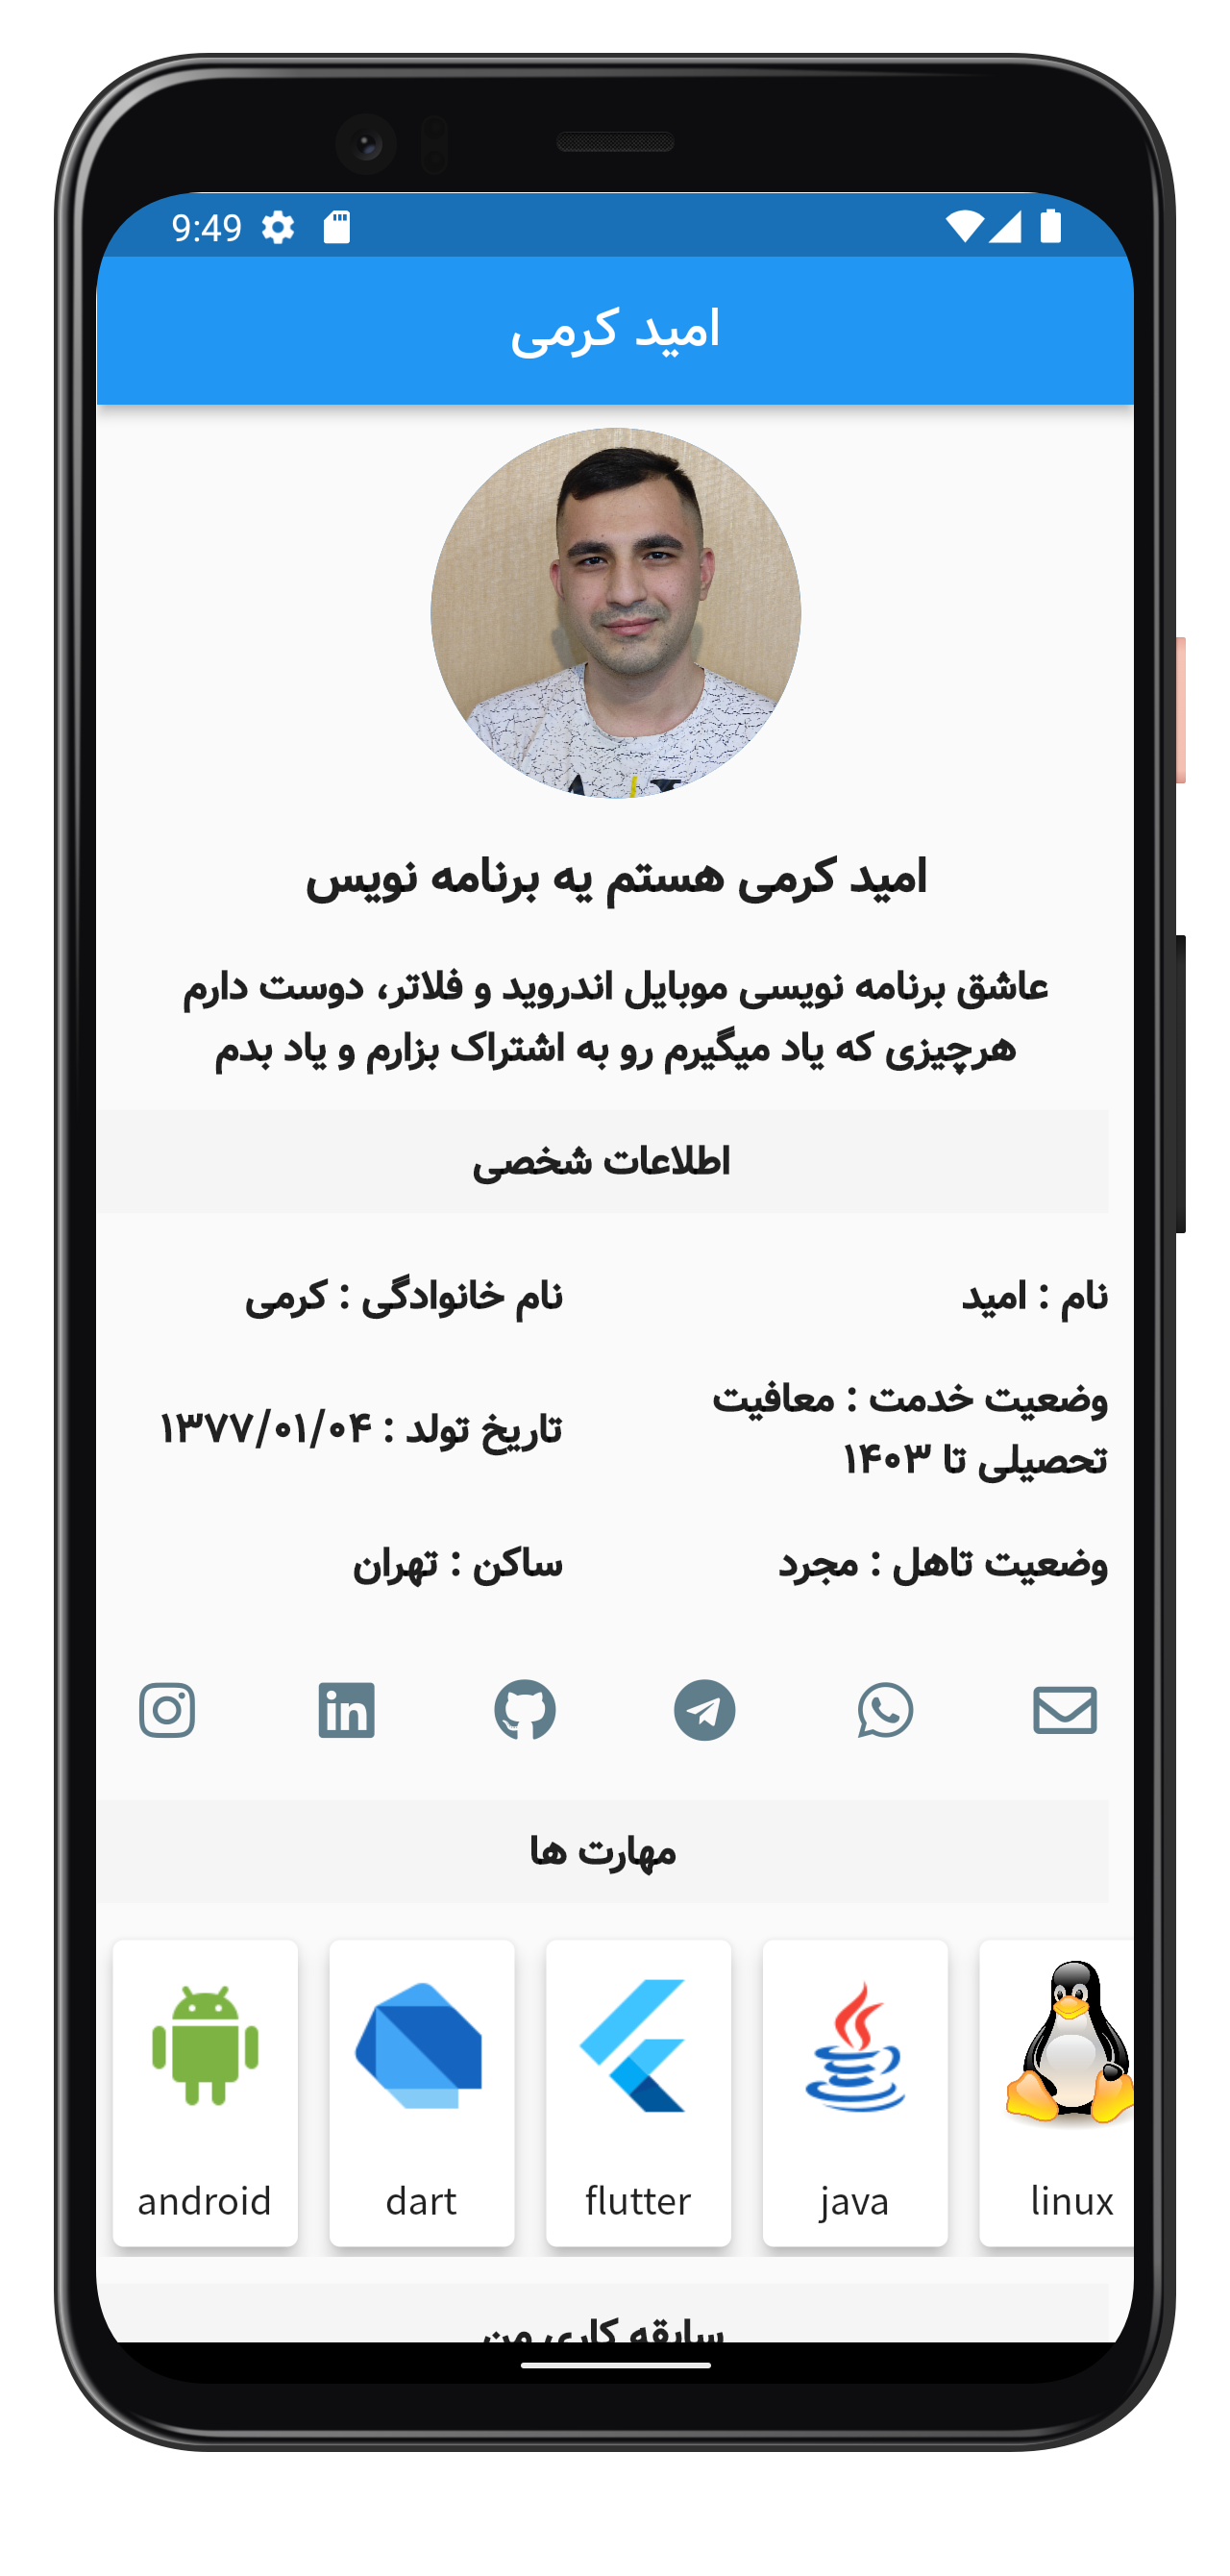 9:49
امید کرمی
امید کرمی هستم یه برنامه نویس
عاشق برنامه نویسی موبایل اندروید و فلاتر، دوست دارم
هرچیزی که یاد میگیرم رو به اشتراک بزارم و یاد بدم
اطلاعات شخصی
نام : امید
نام خانوادگی : کرمی
وضعیت خدمت : معافیت
تحصیلی تا ۱۴۰۳
تاریخ تولد : ۱۳۷۷/۰۱/۰۴
وضعیت تاهل : مجرد
ساکن : تهران
مهارت ها
android
dart
flutter
java
linux
سابقه کاری من